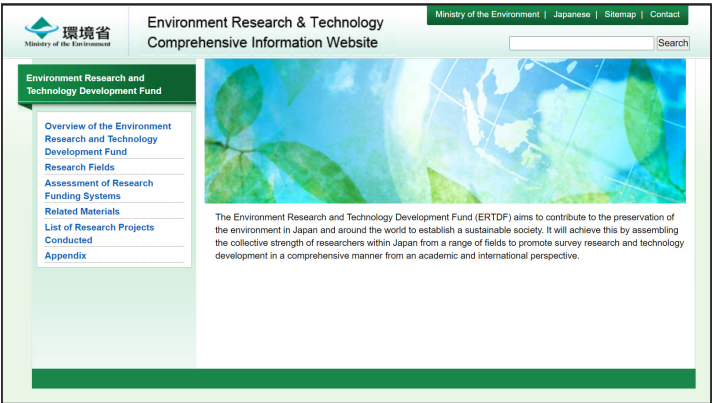 環境省
Ministry of the Environment
Environment Research & Technology
Comprehensive Information Website
Ministry of the Environment | Japanese | Sitemap | Contact
Search
Environment Research and
Technology Development Fund
Overview of the Environment
Research and Technology
Development Fund
Research Fields
Assessment of Research
Funding Systems
Related Materials
List of Research Projects
Conducted
Appendix
The Environment Research and Technology Development Fund (ERTDF) aims to contribute to the preservation of
the environment in Japan and around the world to establish a sustainable society. It will achieve this by assembling
the collective strength of researchers within Japan from a range of fields to promote survey research and technology
development in a comprehensive manner from an academic and international perspective.